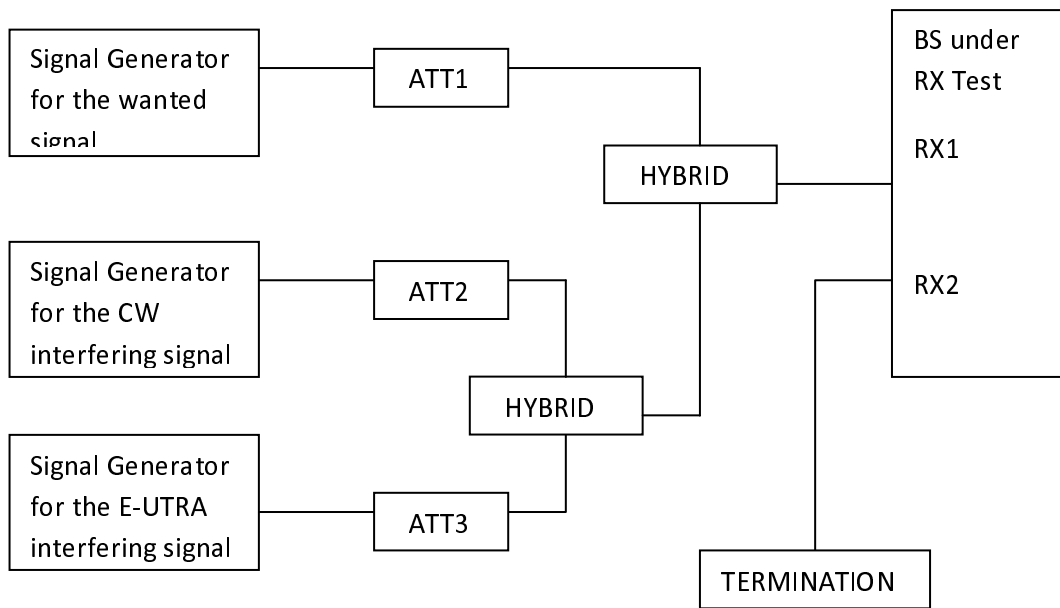 Signal Generator
for the wanted
signal
ATT1
HYBRID
BS under
RX Test
RX1
RX2
Signal Generator
for the CW
interfering signal
ATT2
HYBRID
Signal Generator
for the E-UTRA
interfering signal
ATT3
TERMINATION